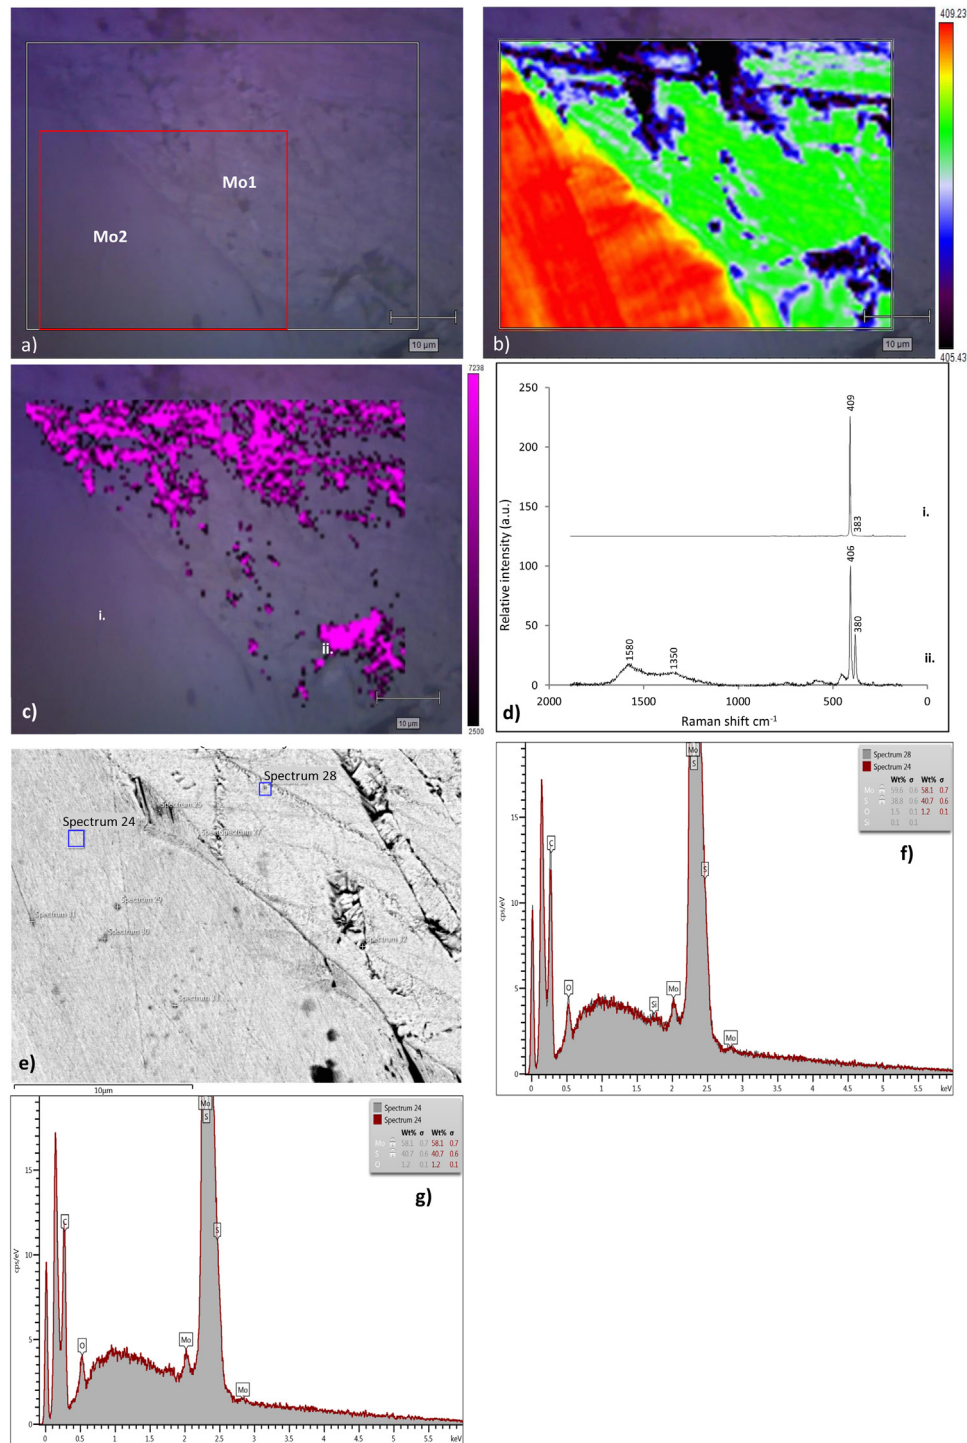 Mo1
Mo2
a)
10 µm
409.23
405.43
b)
10 µm
7238
2500
i.
ii.
c)
10 µm
250
200
150
100
50
0
2000
1500
1000
500
0
Relative intensity (a.u.)
Raman shift cm-1
409
383
406
380
1580
1350
i.
ii.
d)
Spectrum 28
Spectrum 24
Spectrum 29
Spectrum 30
Spectrum 31
Spectrum 32
e)
10µm
Spectrum 28
Spectrum 24
Wt% σ Wt% σ
Mo 59.6 0.6 58.1 0.7
S 38.8 0.6 40.7 0.6
O 1.5 0.1 1.2 0.1
Si 0.1 0.1
f)
Mo
S
C
S
O
Si
Mo
Mo
15
10
5
0
cps/eV
0 0.5 1 1.5 2 2.5 3 3.5 4 4.5 5 5.5 keV
Spectrum 24
Spectrum 24
Wt% σ Wt% σ
Mo 58.1 0.7 58.1 0.7
S 40.7 0.6 40.7 0.6
O 1.2 0.1 1.2 0.1
g)
Mo
S
C
S
O
Mo
Mo
15
10
5
0
cps/eV
0 0.5 1 1.5 2 2.5 3 3.5 4 4.5 5 5.5 keV